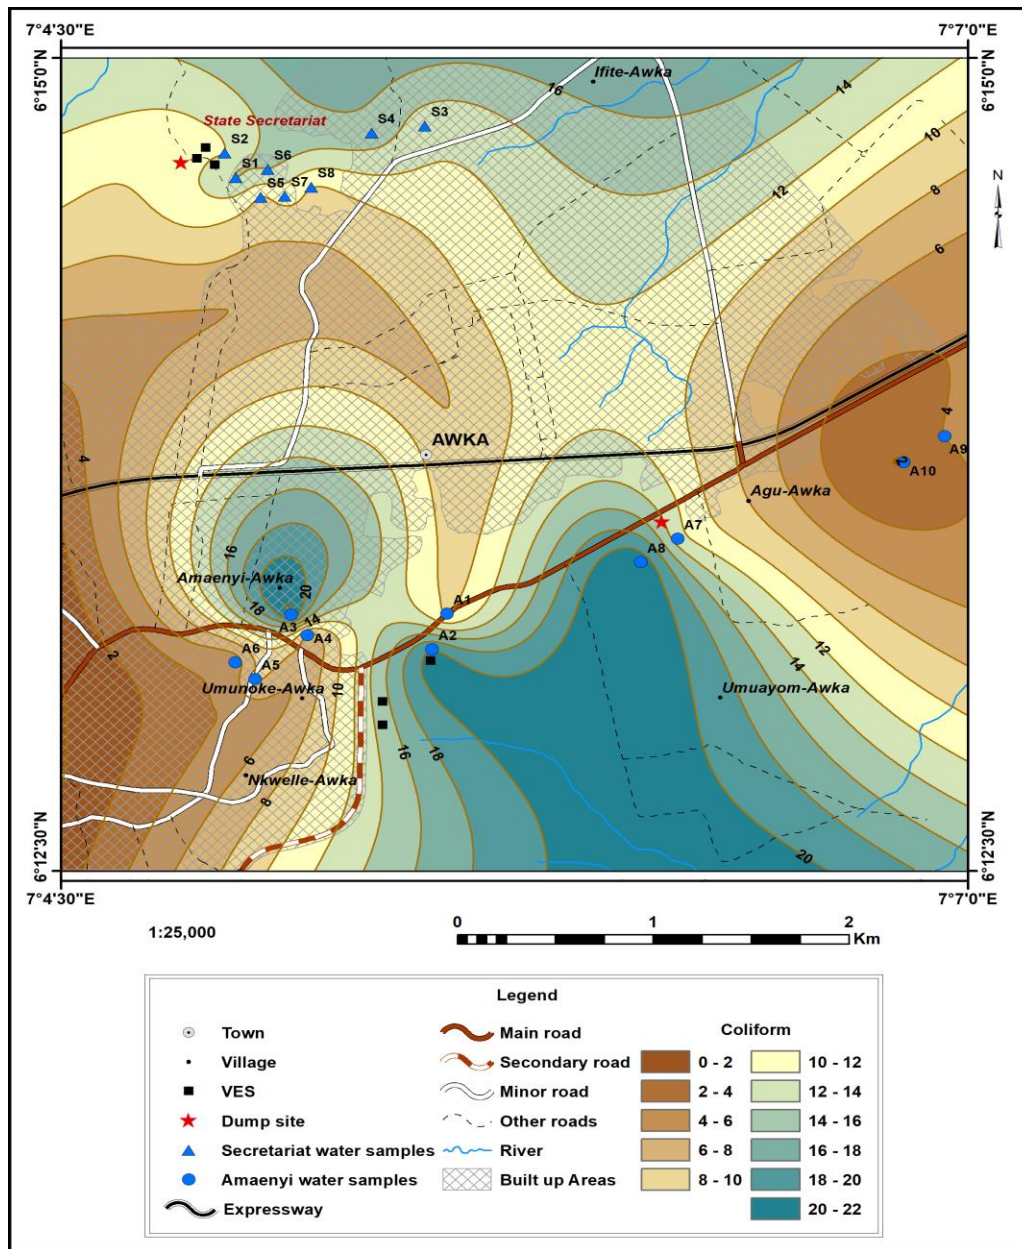 7°4'30"E
7°7'0"E
6°15'0"N
6°15'0"N
Ifite-Awka
16
14
State Secretariat
S4
S3
S2
S1
S6
S5
S7
S8
10
12
8
6
N
4
AWKA
4
A9
2
A10
Agu-Awka
A7
A8
16
Amaenyi-Awka
20
18
14
A1
A3
A4
A2
A6
A5
2
Umunoke-Awka
10
12
14
16
Umuayom-Awka
16
18
6
Nkwelle-Awka
8
20
6°12'30"N
6°12'30"N
7°4'30"E
7°7'0"E
1:25,000
0
1
2
Km
Legend
Town
Village
VES
Dump site
Secretariat water samples
Amaenyi water samples
Expressway
Main road
Secondary road
Minor road
Other roads
River
Built up Areas
Coliform
0 - 2
2 - 4
4 - 6
6 - 8
8 - 10
10 - 12
12 - 14
14 - 16
16 - 18
18 - 20
20 - 22